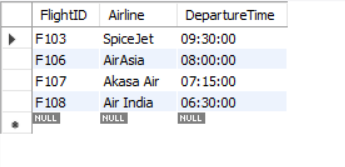 FlightID Airline DepartureTime
F103 SpiceJet 09:30:00
F106 AirAsia 08:00:00
F107 Akasa Air 07:15:00
F108 Air India 06:30:00
NULL NULL NULL